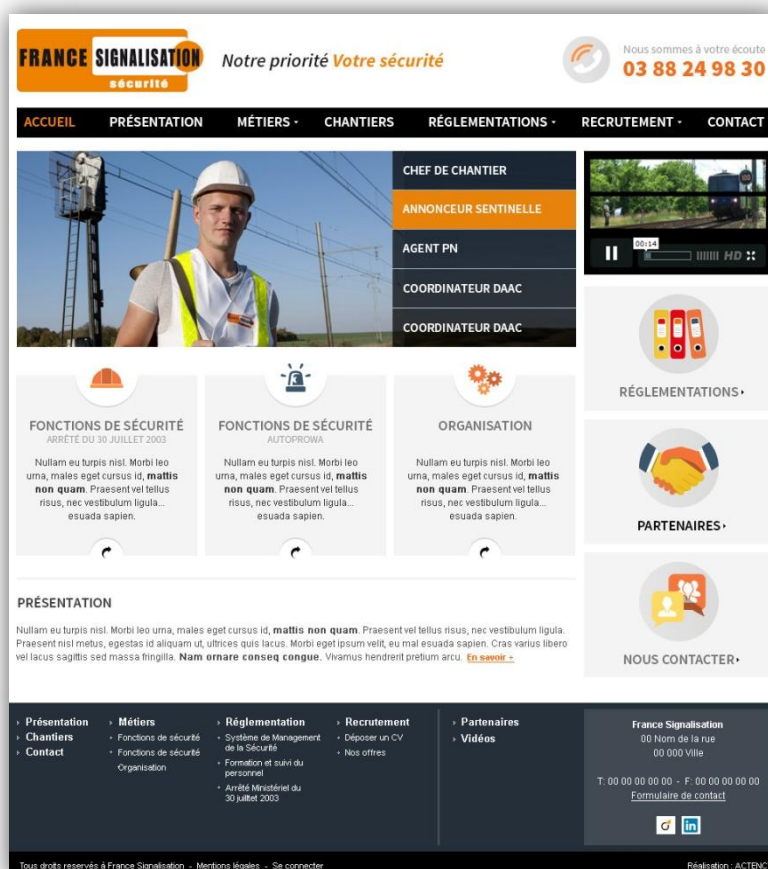 FRANCE SIGNALISATION
sécurité
Notre priorité Votre sécurité
Nous sommes à votre écoute
03 88 24 98 30
ACCUEIL PRÉSENTATION MÉTIERS CHANTIERS RÉGLEMENTATIONS RECRUTEMENT CONTACT
CHEF DE CHANTIER
ANNONCEUR SENTINELLE
AGENT PN
COORDINATEUR DAAC
COORDINATEUR DAAC
00:14
HD
RÉGLEMENTATIONS
PARTENAIRES
NOUS CONTACTER
FONCTIONS DE SÉCURITÉ
ARRÊTÉ DU 30 JUILLET 2003
Nullam eu turpis nisl. Morbi leo
urna, males eget cursus id, mattis
non quam. Praesent vel tellus
risus, nec vestibulum ligula...
esuada sapien.
FONCTIONS DE SÉCURITÉ
AUTOPROWA
Nullam eu turpis nisl. Morbi leo
urna, males eget cursus id, mattis
non quam. Praesent vel tellus
risus, nec vestibulum ligula...
esuada sapien.
ORGANISATION
Nullam eu turpis nisl. Morbi leo
urna, males eget cursus id, mattis
non quam. Praesent vel tellus
risus, nec vestibulum ligula...
esuada sapien.
PRÉSENTATION
Nullam eu turpis nisl. Morbi leo urna, males eget cursus id, mattis non quam. Praesent vel tellus risus, nec vestibulum ligula.
Praesent nisl metus, egestas id aliquam ut, ultrices quis lacus. Morbi eget ipsum velit, eu mal esuada sapien. Cras varius libero
vel lacus sagittis sed massa fringilla. Nam ornare conseq congue. Vivamus hendrerit pretium arcu. En savoir +
Présentation
Chantiers
Contact
Métiers
Fonctions de sécurité
Fonctions de sécurité
Organisation
Réglementation
Système de Management
de la Sécurité
Formation et suivi du
personnel
Arrêté Ministériel du
30 juillet 2003
Recrutement
Déposer un CV
Nos offres
Partenaires
Vidéos
France Signalisation
00 Nom de la rue
00 000 Ville
T: 00 00 00 00 00 - F: 00 00 00 00 00
Formulaire de contact
in
Tous droits reservés à France Signalisation - Mentions légales - Se connecter
Réalisation : ACTENCY